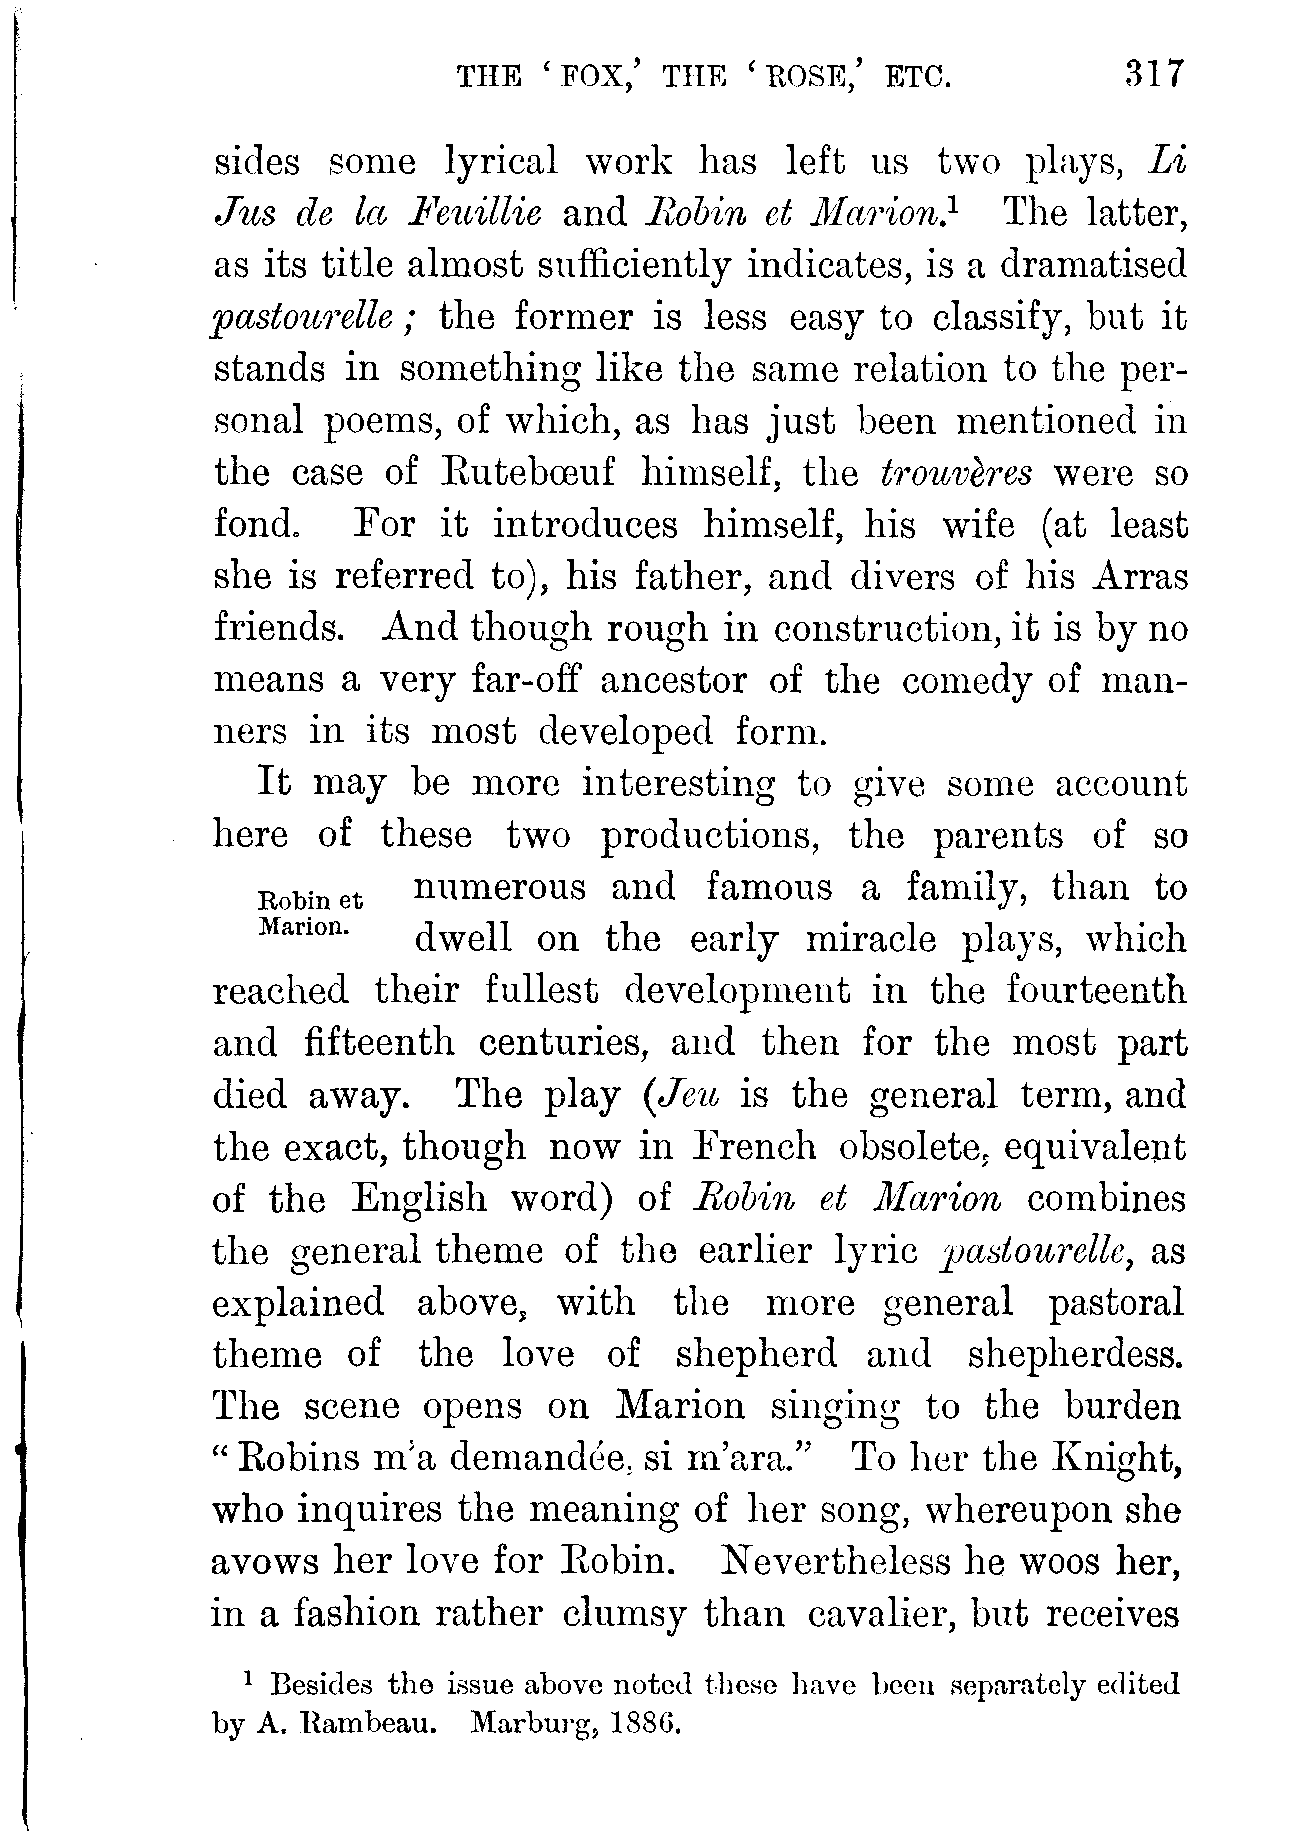 THE ‘FOX,’ THE ‘ROSE,’ ETC. 317
sides some lyrical work has left us two plays, Li
Jus de la Feuillie and Robin et Marion.¹ The latter,
as its title almost sufficiently indicates, is a dramatised
pastourelle; the former is less easy to classify, but it
stands in something like the same relation to the per-
sonal poems, of which, as has just been mentioned in
the case of Rutebœuf himself, the trouvères were so
fond. For it introduces himself, his wife (at least
she is referred to), his father, and divers of his Arras
friends. And though rough in construction, it is by no
means a very far-off ancestor of the comedy of man-
ners in its most developed form.
It may be more interesting to give some account
here of these two productions, the parents of so
Robin et
Marion.
numerous and famous a family, than to
dwell on the early miracle plays, which
reached their fullest development in the fourteenth
and fifteenth centuries, and then for the most part
died away. The play (Jeu is the general term, and
the exact, though now in French obsolete, equivalent
of the English word) of Robin et Marion combines
the general theme of the earlier lyric pastourelle, as
explained above, with the more general pastoral
theme of the love of shepherd and shepherdess.
The scene opens on Marion singing to the burden
“Robins m'a demandée, si m'ara.” To her the Knight,
who inquires the meaning of her song, whereupon she
avows her love for Robin. Nevertheless he woos her,
in a fashion rather clumsy than cavalier, but receives
¹ Besides the issue above noted these have been separately edited
by A. Rambeau. Marburg, 1886.